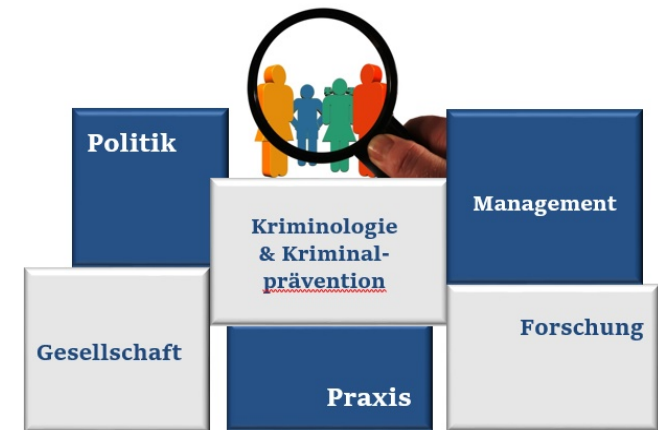 Politik
Management
Kriminologie
& Kriminal-
prävention
Gesellschaft
Forschung
Praxis